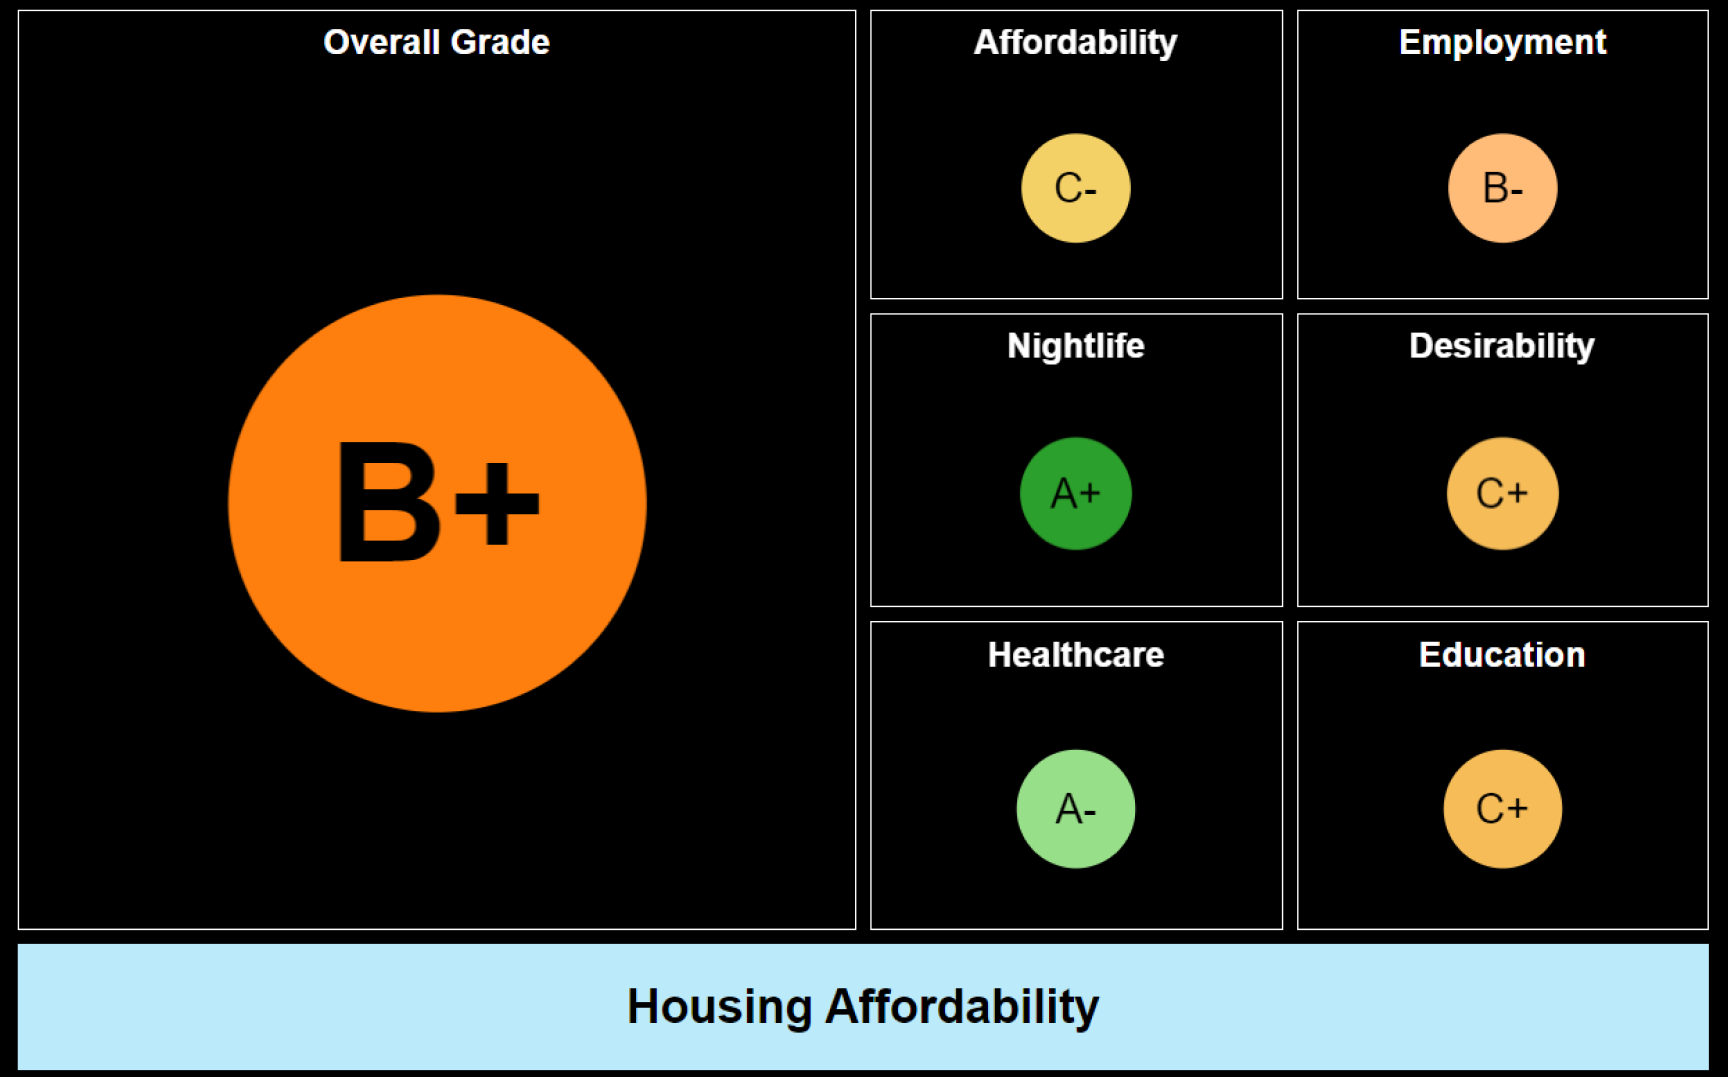 Overall Grade
B+
Affordability
C-
Employment
B-
Nightlife
A+
Desirability
C+
Healthcare
A-
Education
C+
Housing Affordability